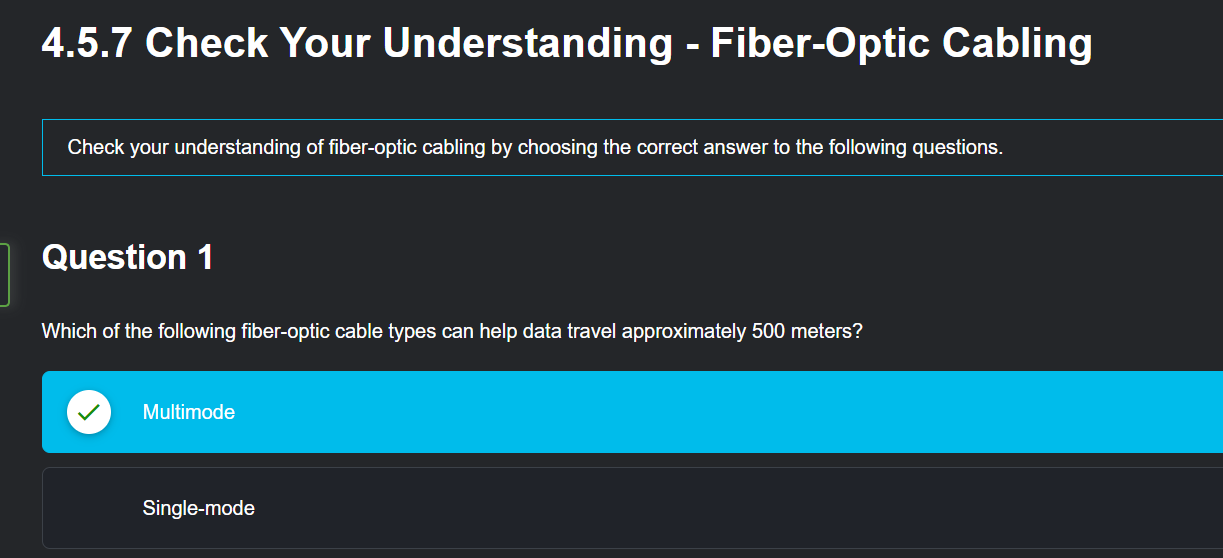 4.5.7 Check Your Understanding - Fiber-Optic Cabling
Check your understanding of fiber-optic cabling by choosing the correct answer to the following questions.
Question 1
Which of the following fiber-optic cable types can help data travel approximately 500 meters?
Multimode
Single-mode